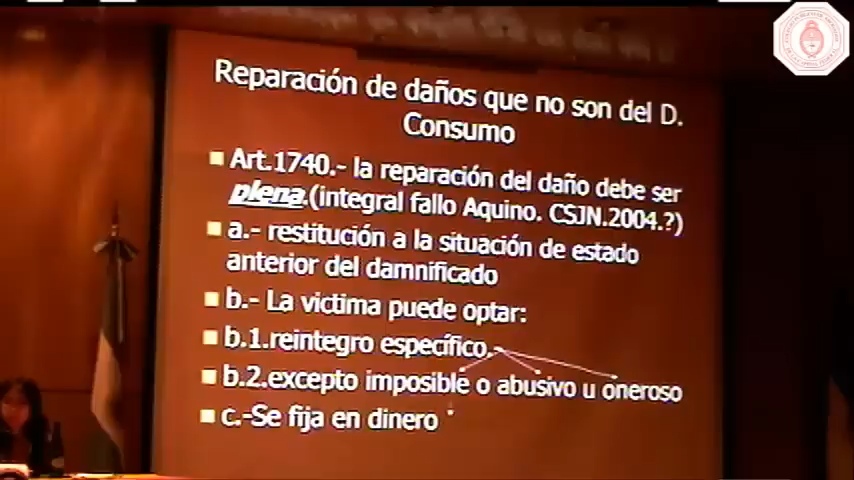 Reparación de daños que no son del D.
Consumo
Art.1740.- la reparación del daño debe ser
plena.(integral fallo Aquino. CSJN.2004.?)
a.- restitución a la situación de estado
anterior del damnificado
b.- La victima puede optar:
b.1.reintegro específico.-
b.2.excepto imposible o abusivo u oneroso
c.-Se fija en dinero